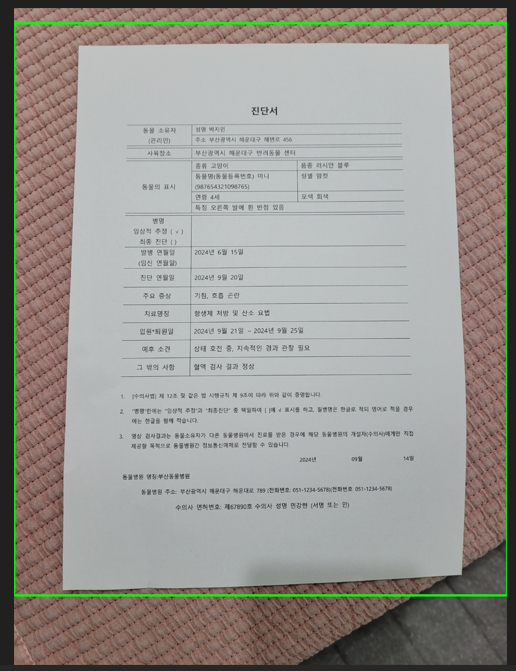 진단서
동물 소유자
(관리인)
성명 박지민
주소 부산광역시 해운대구 재반로 456
사육장소
부산광역시 해운대구 반려동물 센터
동물의 표시
종류 고양이
품종 러시안 블루
동물명(동물등록번호) 미니
(987654321098765)
성별 암컷
연령 4세
모색 회색
특징 오른쪽 발에 흰 반점 있음
병명
임상적 추정 ( √ )
최종 진단 ( )
발병 연월일
(임신 연월일)
2024년 6월 15일
진단 연월일
2024년 9월 20일
주요 증상
기침, 호흡 곤란
치료명칭
항생제 처방 및 산소 요법
입원*퇴원일
2024년 9월 21일 ~ 2024년 9월 25일
예후 소견
상태 호전 중, 지속적인 경과 관찰 필요
그 밖의 사항
혈액 검사 결과 정상
1. [수의사법] 제 12조 및 같은 법 시행규칙 제 9조에 따라 위와 같이 증명합니다.
2. "병명"란에는 "임상적 추정"과 "최종진단" 중 택일하여 [ ]에 √ 표시를 하고, 질병명은 한글로 적되 영어로 적을 경우
에는 한글을 함께 적습니다.
3. 영상 검사결과는 동물소유자가 다른 동물병원에서 진료를 받은 경우에 해당 동물병원의 개설자(수의사)에게만 직접
제공할 목적으로 동물병원간 정보통신매체로 전달할 수 있습니다.
2024년 09월 14일
동물병원 명칭:부산동물병원
동물병원 주소: 부산광역시 해운대구 해운대로 789 (전화번호: 051-1234-5678)(전화번호 051-1234-5678)
수의사 면허번호: 제67890호 수의사 성명 민강현 (서명 또는 인)